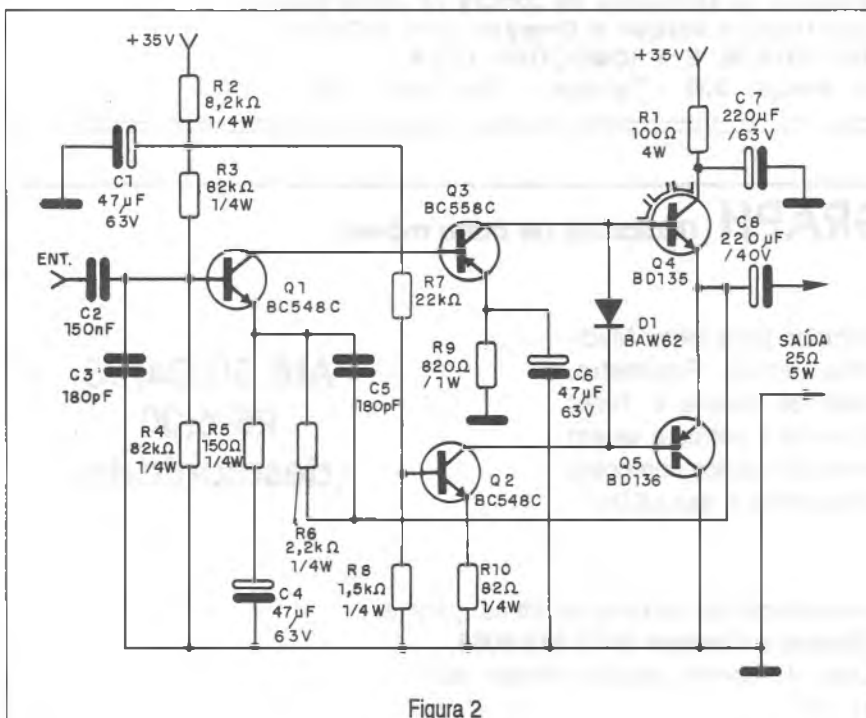 +35V
R2
8,2kΩ
1/4W
R3
82kΩ
1/4W
C1
47µF
63V
ENT.
C2
150nF
C3
180pF
R4
82kΩ
1/4W
Q1
BC548C
R5
150Ω
1/4W
C5
180pF
R6
2,2kΩ
1/4W
C4
47µF
63V
Q3
BC558C
R7
22kΩ
R9
820Ω
/1W
C6
47µF
63V
Q2
BC548C
R8
1,5kΩ
1/4W
R10
82Ω
1/4W
+35V
R1
100Ω
4W
C7
220µF
/63V
Q4
BD135
C8
220µF
/40V
D1
BAW62
SAÍDA
25Ω
5W
Q5
BD136
Figura 2
GRAPH